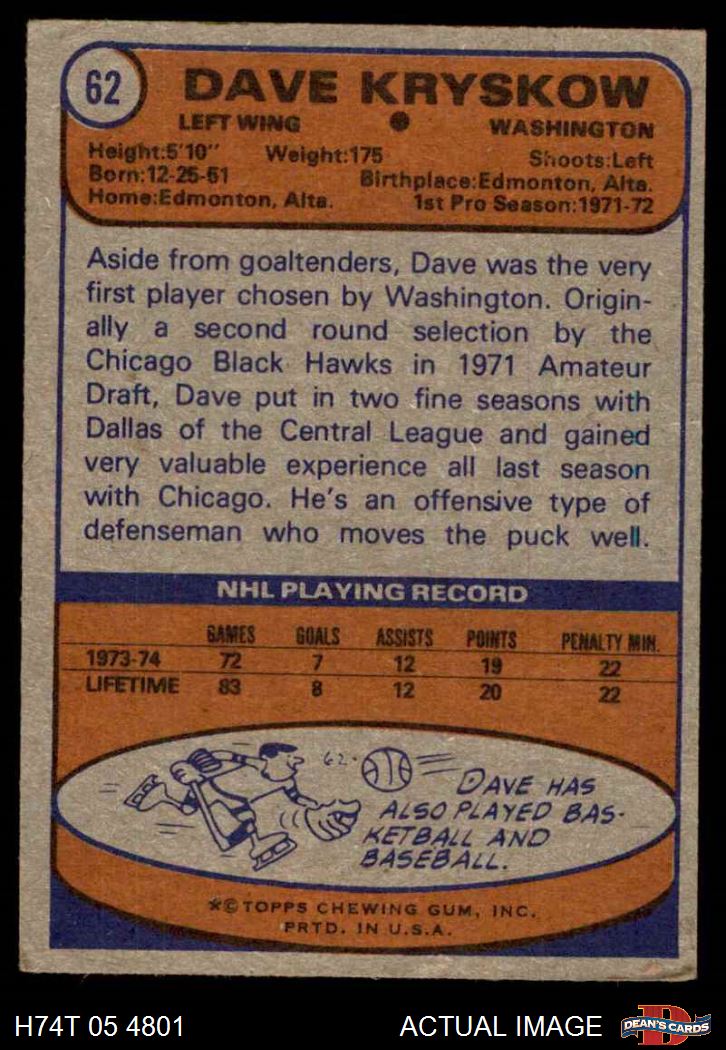 62
DAVE KRYSKOW
LEFT WING ● WASHINGTON
Height:5'10" Weight:175 Shoots:Left
Born:12-25-51 Birthplace:Edmonton, Alta.
Home:Edmonton, Alta. 1st Pro Season:1971-72
Aside from goaltenders, Dave was the very
first player chosen by Washington. Origin-
ally a second round selection by the
Chicago Black Hawks in 1971 Amateur
Draft, Dave put in two fine seasons with
Dallas of the Central League and gained
very valuable experience all last season
with Chicago. He's an offensive type of
defenseman who moves the puck well.
NHL PLAYING RECORD
GAMES GOALS ASSISTS POINTS PENALTY MIN.
1973-74 72 7 12 19 22
LIFETIME 83 8 12 20 22
62.
DAVE HAS
ALSO PLAYED BAS-
KETBALL AND
BASEBALL.
*©TOPPS CHEWING GUM, INC.
PRTD. IN U.S.A.
H74T 05 4801 ACTUAL IMAGE
D
DEAN'S CARDS